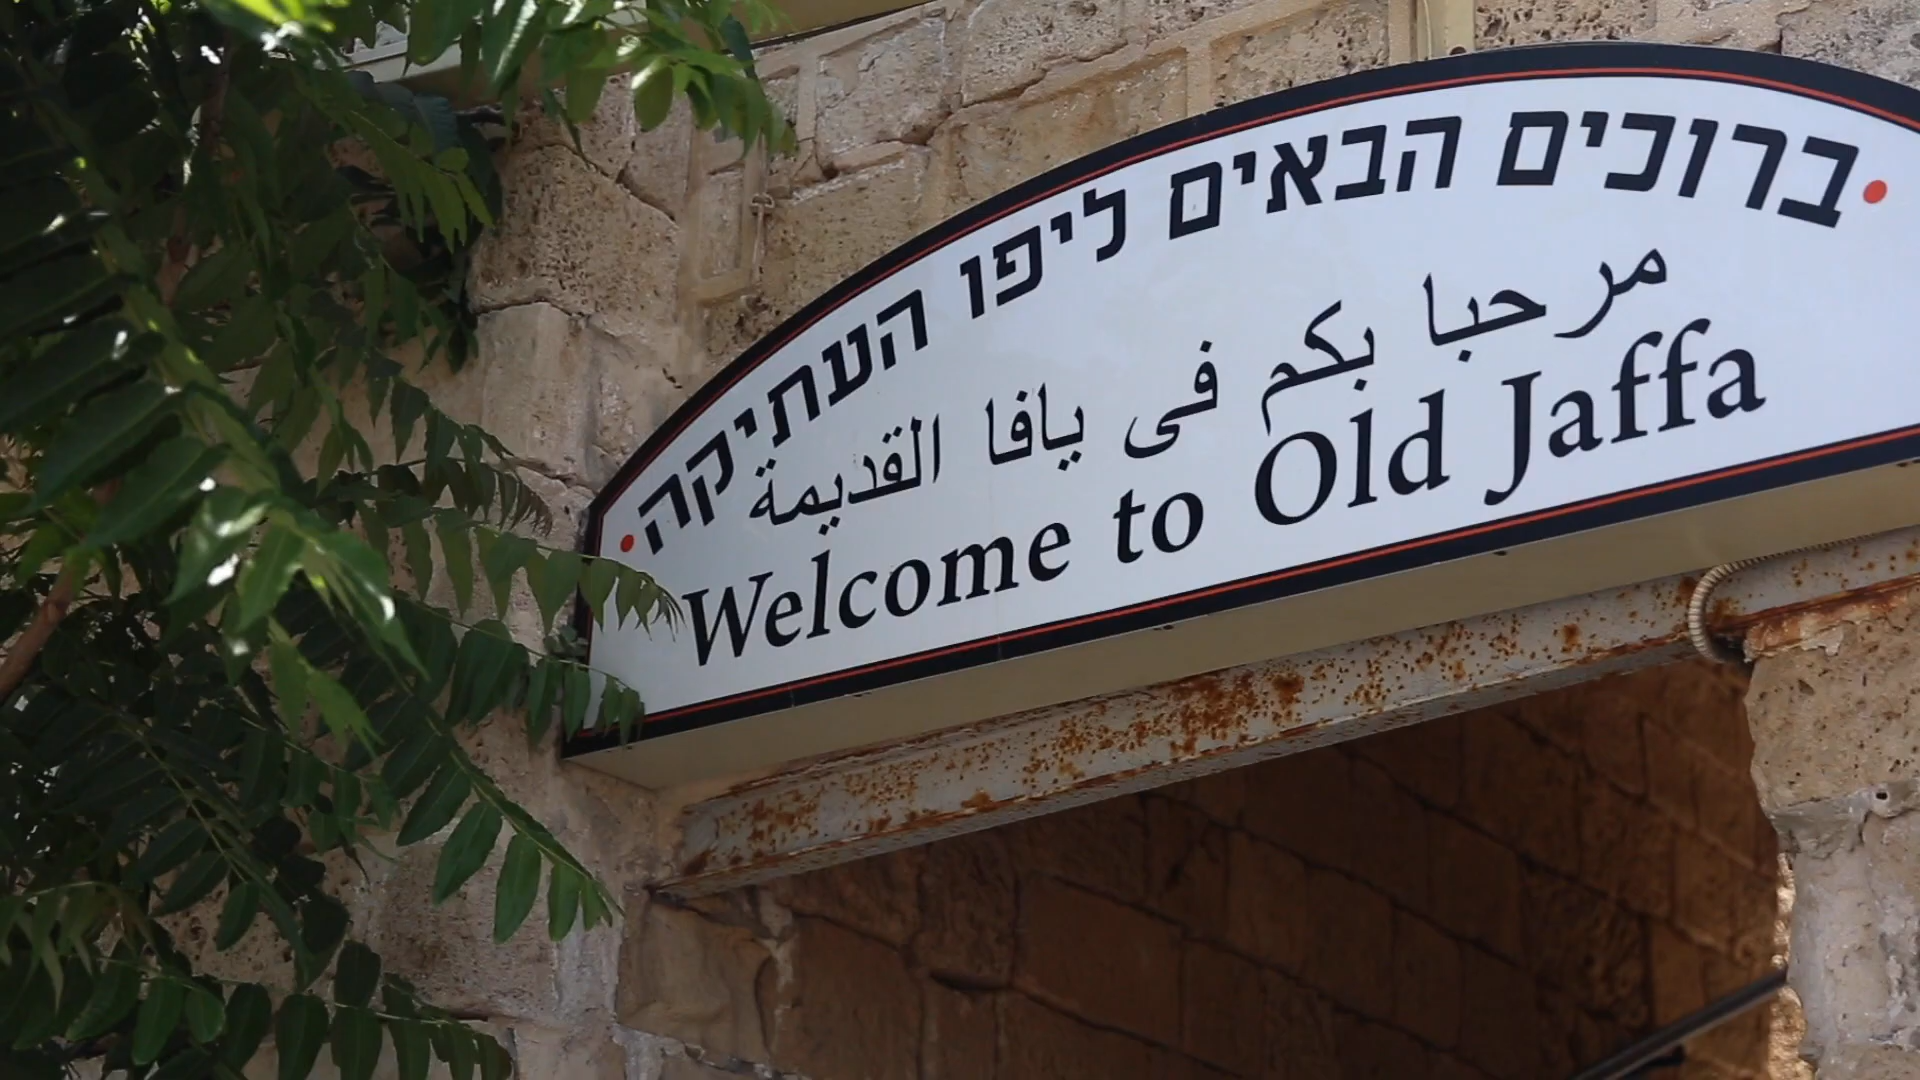 ברוכים הבאים ליפו העתיקה
مرحبا بكم فى يافا القديمة
Welcome to Old Jaffa